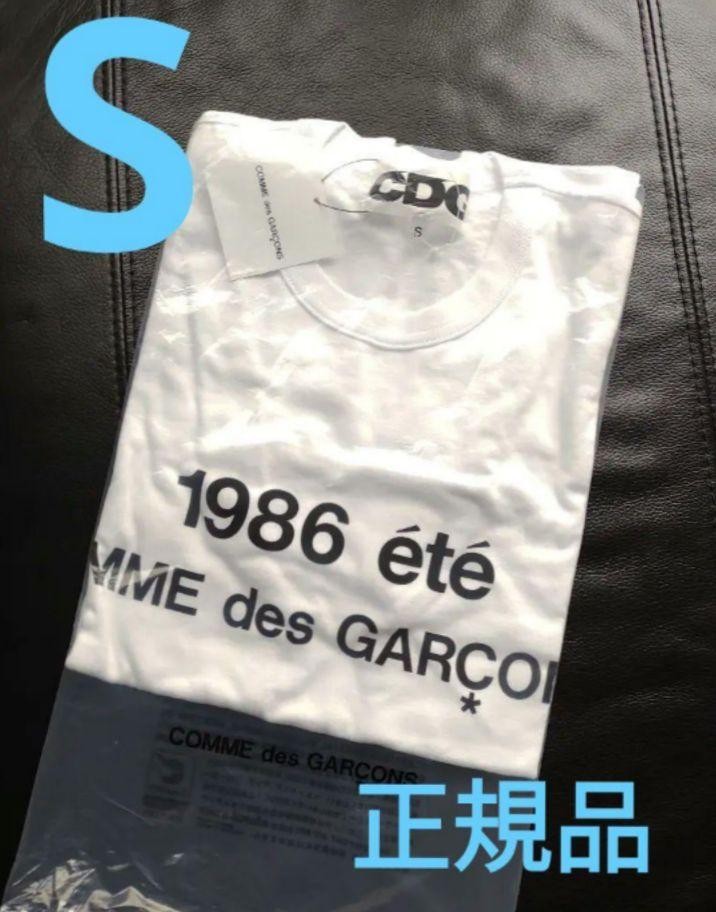 S
COMME des GARÇONS
CDG
S
1986 été
MME des GARÇO
*
COMME des GARÇONS
正規品